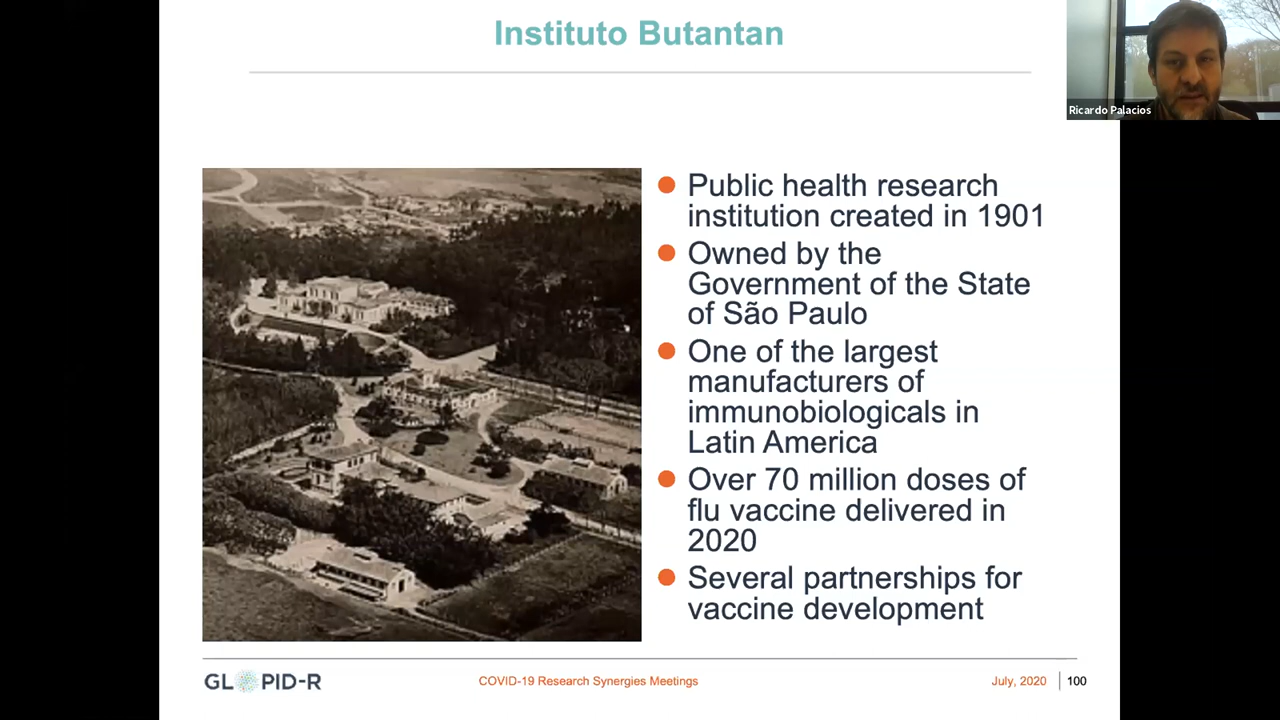 Instituto Butantan
Ricardo Palacios
Public health research
institution created in 1901
Owned by the
Government of the State
of São Paulo
One of the largest
manufacturers of
immunobiologicals in
Latin America
Over 70 million doses of
flu vaccine delivered in
2020
Several partnerships for
vaccine development
GLOPID-R
COVID-19 Research Synergies Meetings
July, 2020
100